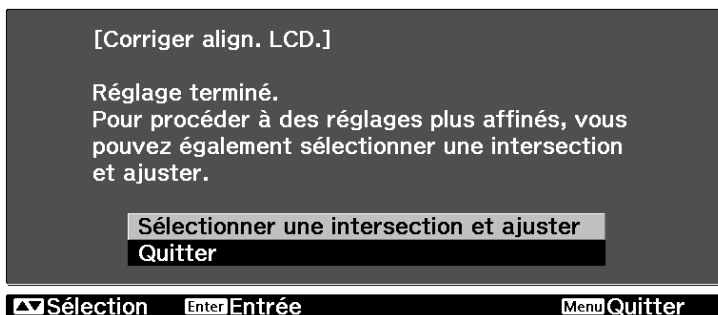 [Corriger align. LCD.]
Réglage terminé.
Pour procéder à des réglages plus affinés, vous
pouvez également sélectionner une intersection
et ajuster.
Sélectionner une intersection et ajuster
Quitter
Sélection Enter Entrée Menu Quitter